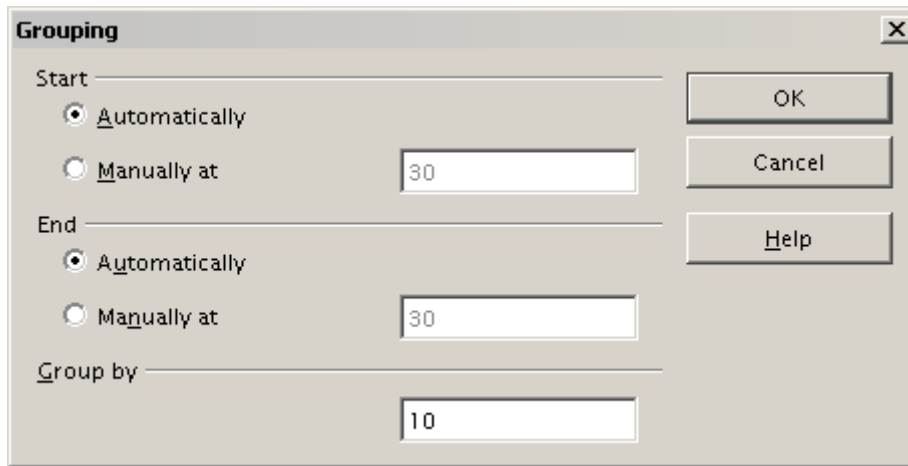 Grouping
Start
Automatically
Manually at 30
End
Automatically
Manually at 30
Group by
10
OK
Cancel
Help